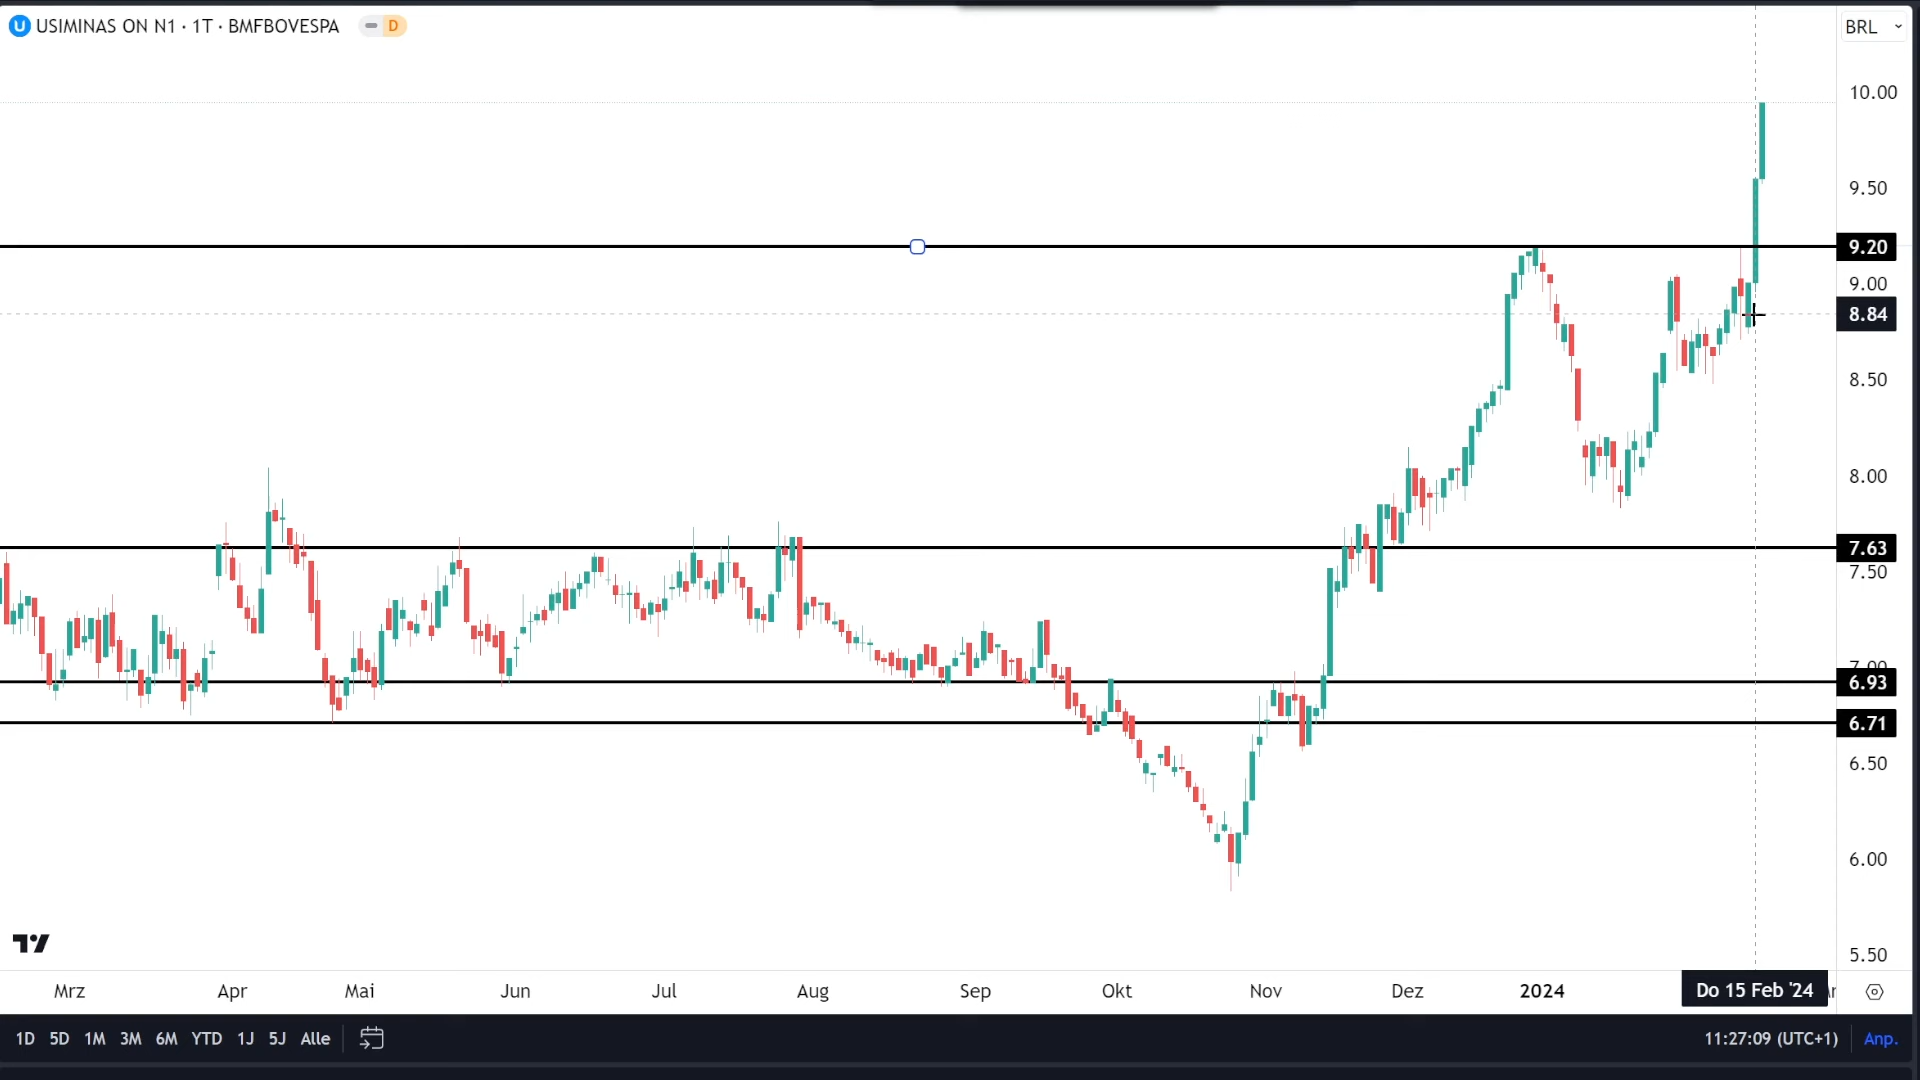 USIMINAS ON N1 · 1T · BMFBOVESPA
D
BRL
10.00
9.50
9.20
9.00
8.84
8.50
8.00
7.63
7.50
7.00
6.93
6.71
6.50
6.00
5.50
Mrz Apr Mai Jun Jul Aug Sep Okt Nov Dez 2024 Do 15 Feb '24
1D 5D 1M 3M 6M YTD 1J 5J Alle
11:27:09 (UTC+1) Anp.